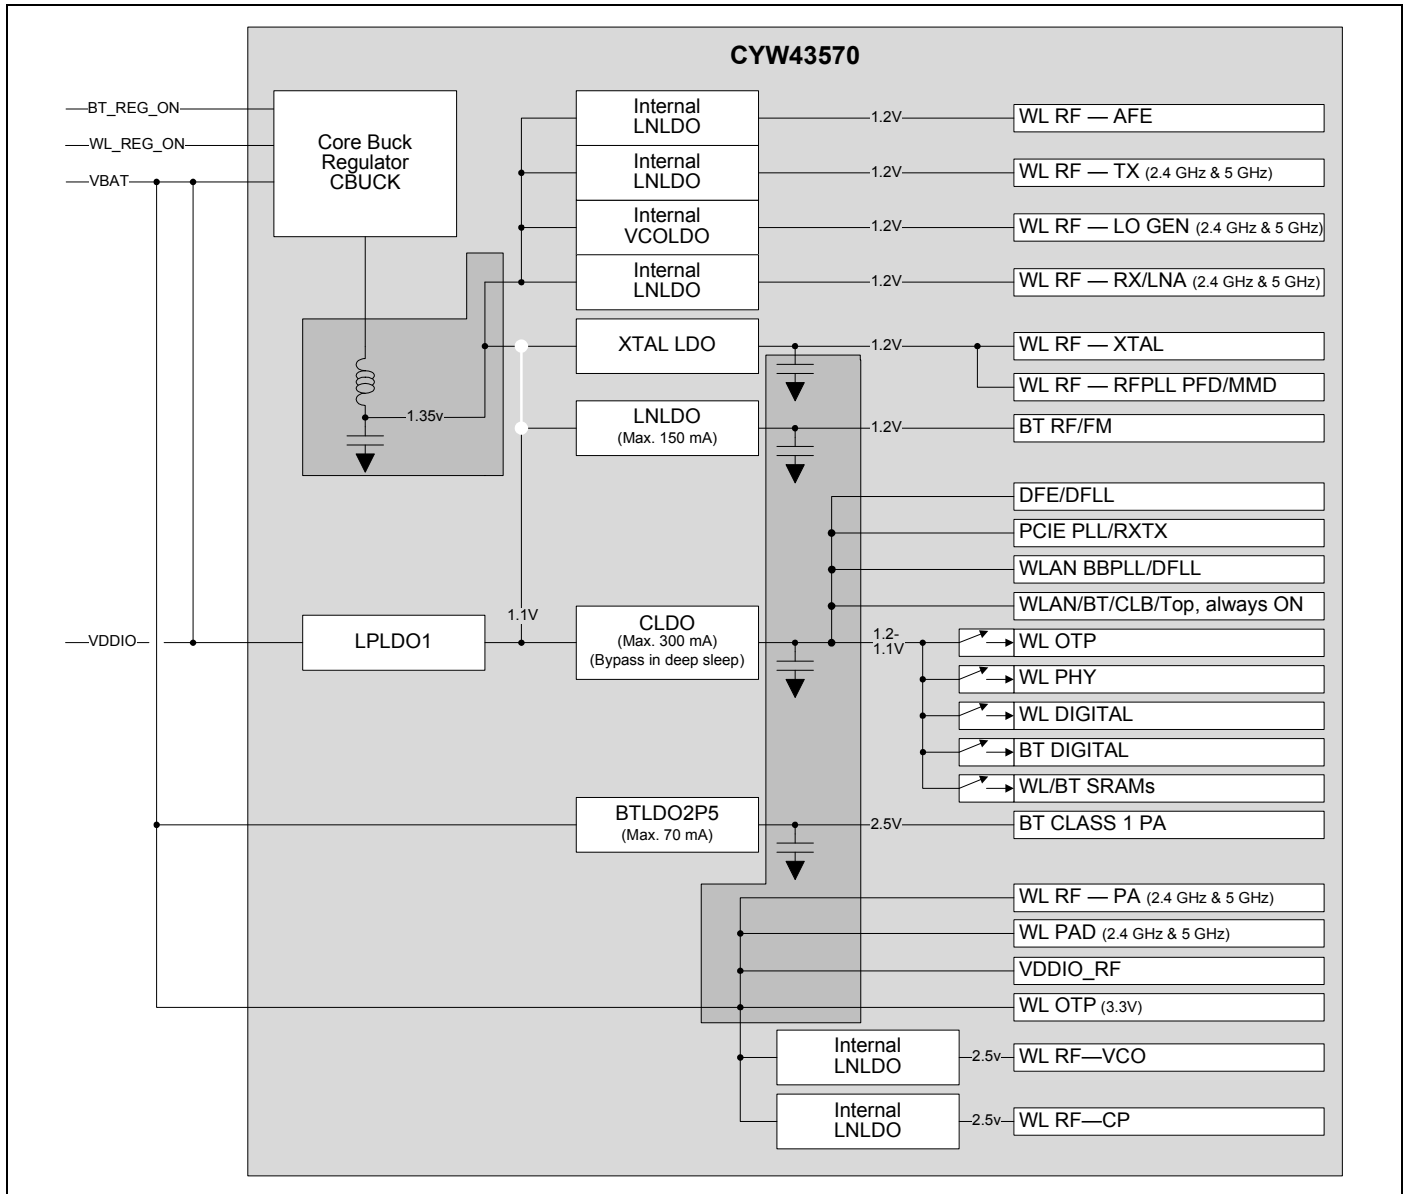 CYW43570
BT_REG_ON
WL_REG_ON
VBAT
Core Buck
Regulator
CBUCK
Internal
LNLDO
1.2V
WL RF — AFE
Internal
LNLDO
1.2V
WL RF — TX (2.4 GHz & 5 GHz)
Internal
VCOLDO
1.2V
WL RF — LO GEN (2.4 GHz & 5 GHz)
Internal
LNLDO
1.2V
WL RF — RX/LNA (2.4 GHz & 5 GHz)
XTAL LDO
1.2V
WL RF — XTAL
WL RF — RFPLL PFD/MMD
1.35v
LNLDO
(Max. 150 mA)
1.2V
BT RF/FM
DFE/DFLL
PCIE PLL/RXTX
WLAN BBPLL/DFLL
WLAN/BT/CLB/Top, always ON
VDDIO
LPLDO1
1.1V
CLDO
(Max. 300 mA)
(Bypass in deep sleep)
1.2-
1.1V
WL OTP
WL PHY
WL DIGITAL
BT DIGITAL
WL/BT SRAMs
BTLDO2P5
(Max. 70 mA)
2.5V
BT CLASS 1 PA
WL RF — PA (2.4 GHz & 5 GHz)
WL PAD (2.4 GHz & 5 GHz)
VDDIO_RF
WL OTP (3.3V)
Internal
LNLDO
2.5v
WL RF—VCO
Internal
LNLDO
2.5v
WL RF—CP